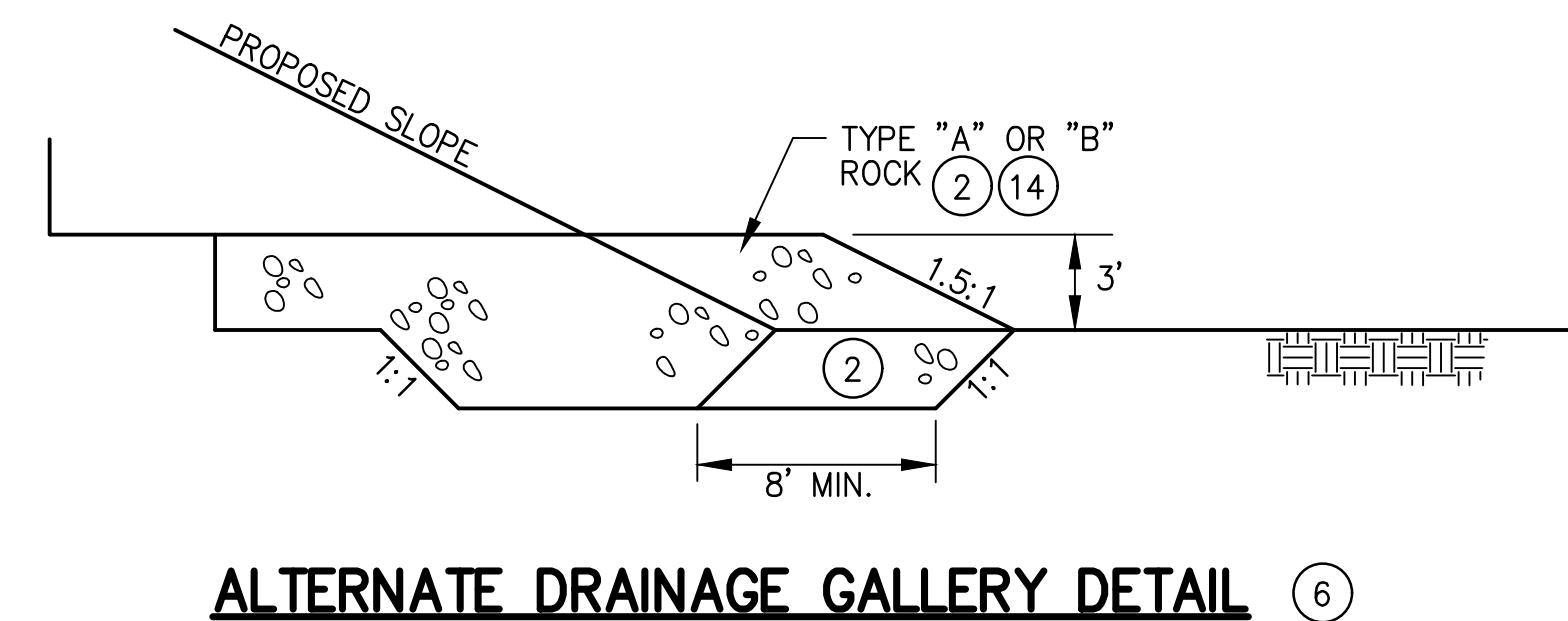 PROPOSED SLOPE
TYPE "A" OR "B"
ROCK 2 14
1.5:1
3'
1:1
2
1:1
8' MIN.
ALTERNATE DRAINAGE GALLERY DETAIL 6